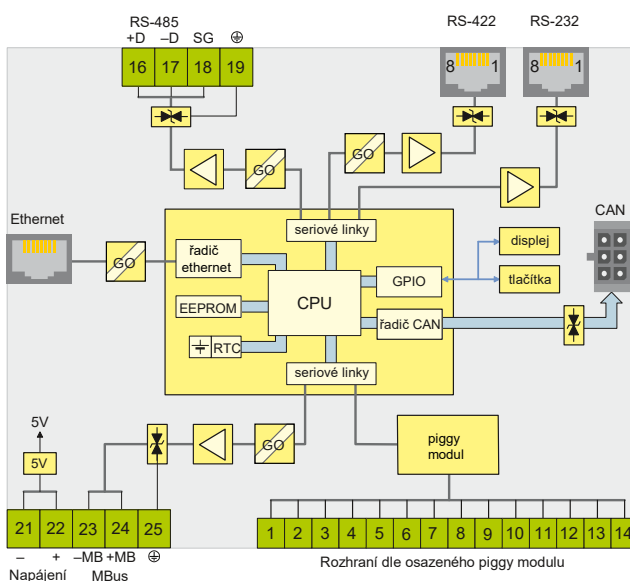 RS-485
+D –D SG ⏚
16 17 18 19
RS-422
8 1
RS-232
8 1
GO
GO
Ethernet
GO
CAN
seriové linky
řadič
ethernet
EEPROM
RTC
CPU
GPIO
řadič CAN
displej
tlačítka
seriové linky
5V
5V
GO
piggy
modul
21 22 23 24 25
– + –MB +MB ⏚
Napájení MBus
1 2 3 4 5 6 7 8 9 10 11 12 13 14
Rozhraní dle osazeného piggy modulu